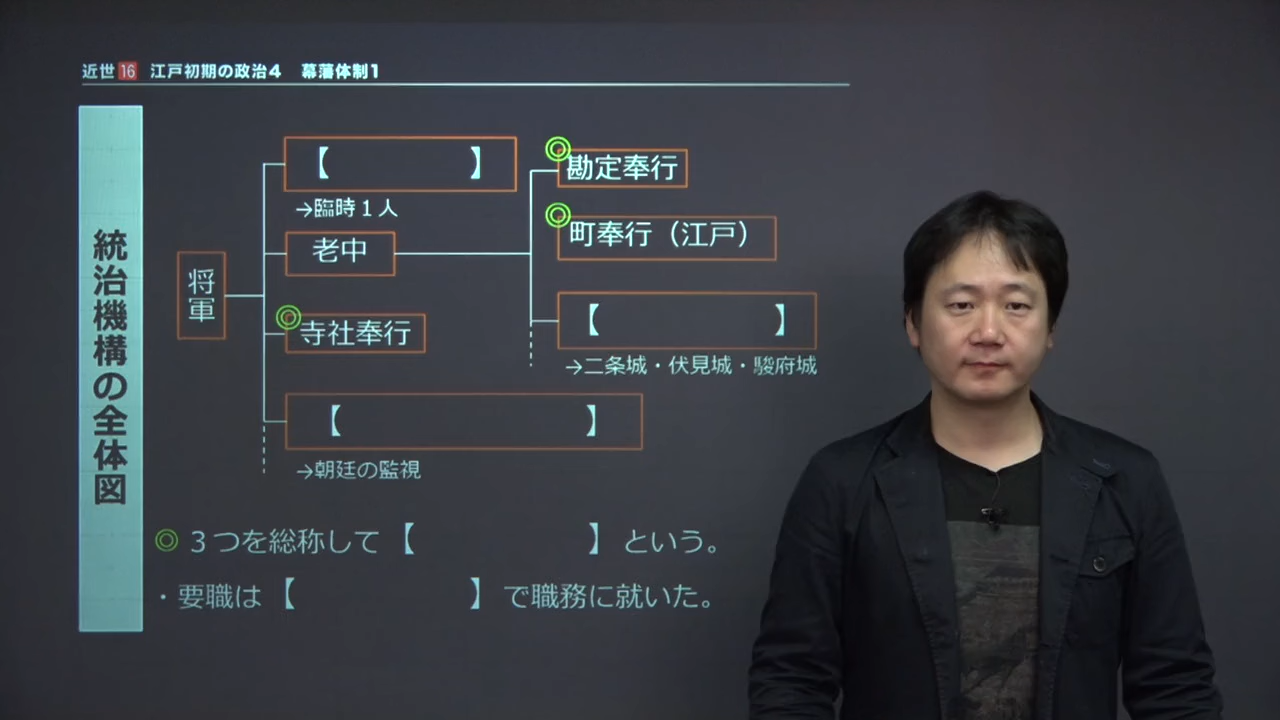 近世16 江戸初期の政治4 幕藩体制1
統治機構の全体図
将軍
【 】
→臨時1人
老中
◎寺社奉行
【 】
→朝廷の監視
◎勘定奉行
◎町奉行（江戸）
【 】
→二条城・伏見城・駿府城
◎3つを総称して【 】という。
・要職は【 】で職務に就いた。